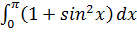 ∫₀^π (1 + sin²x) dx